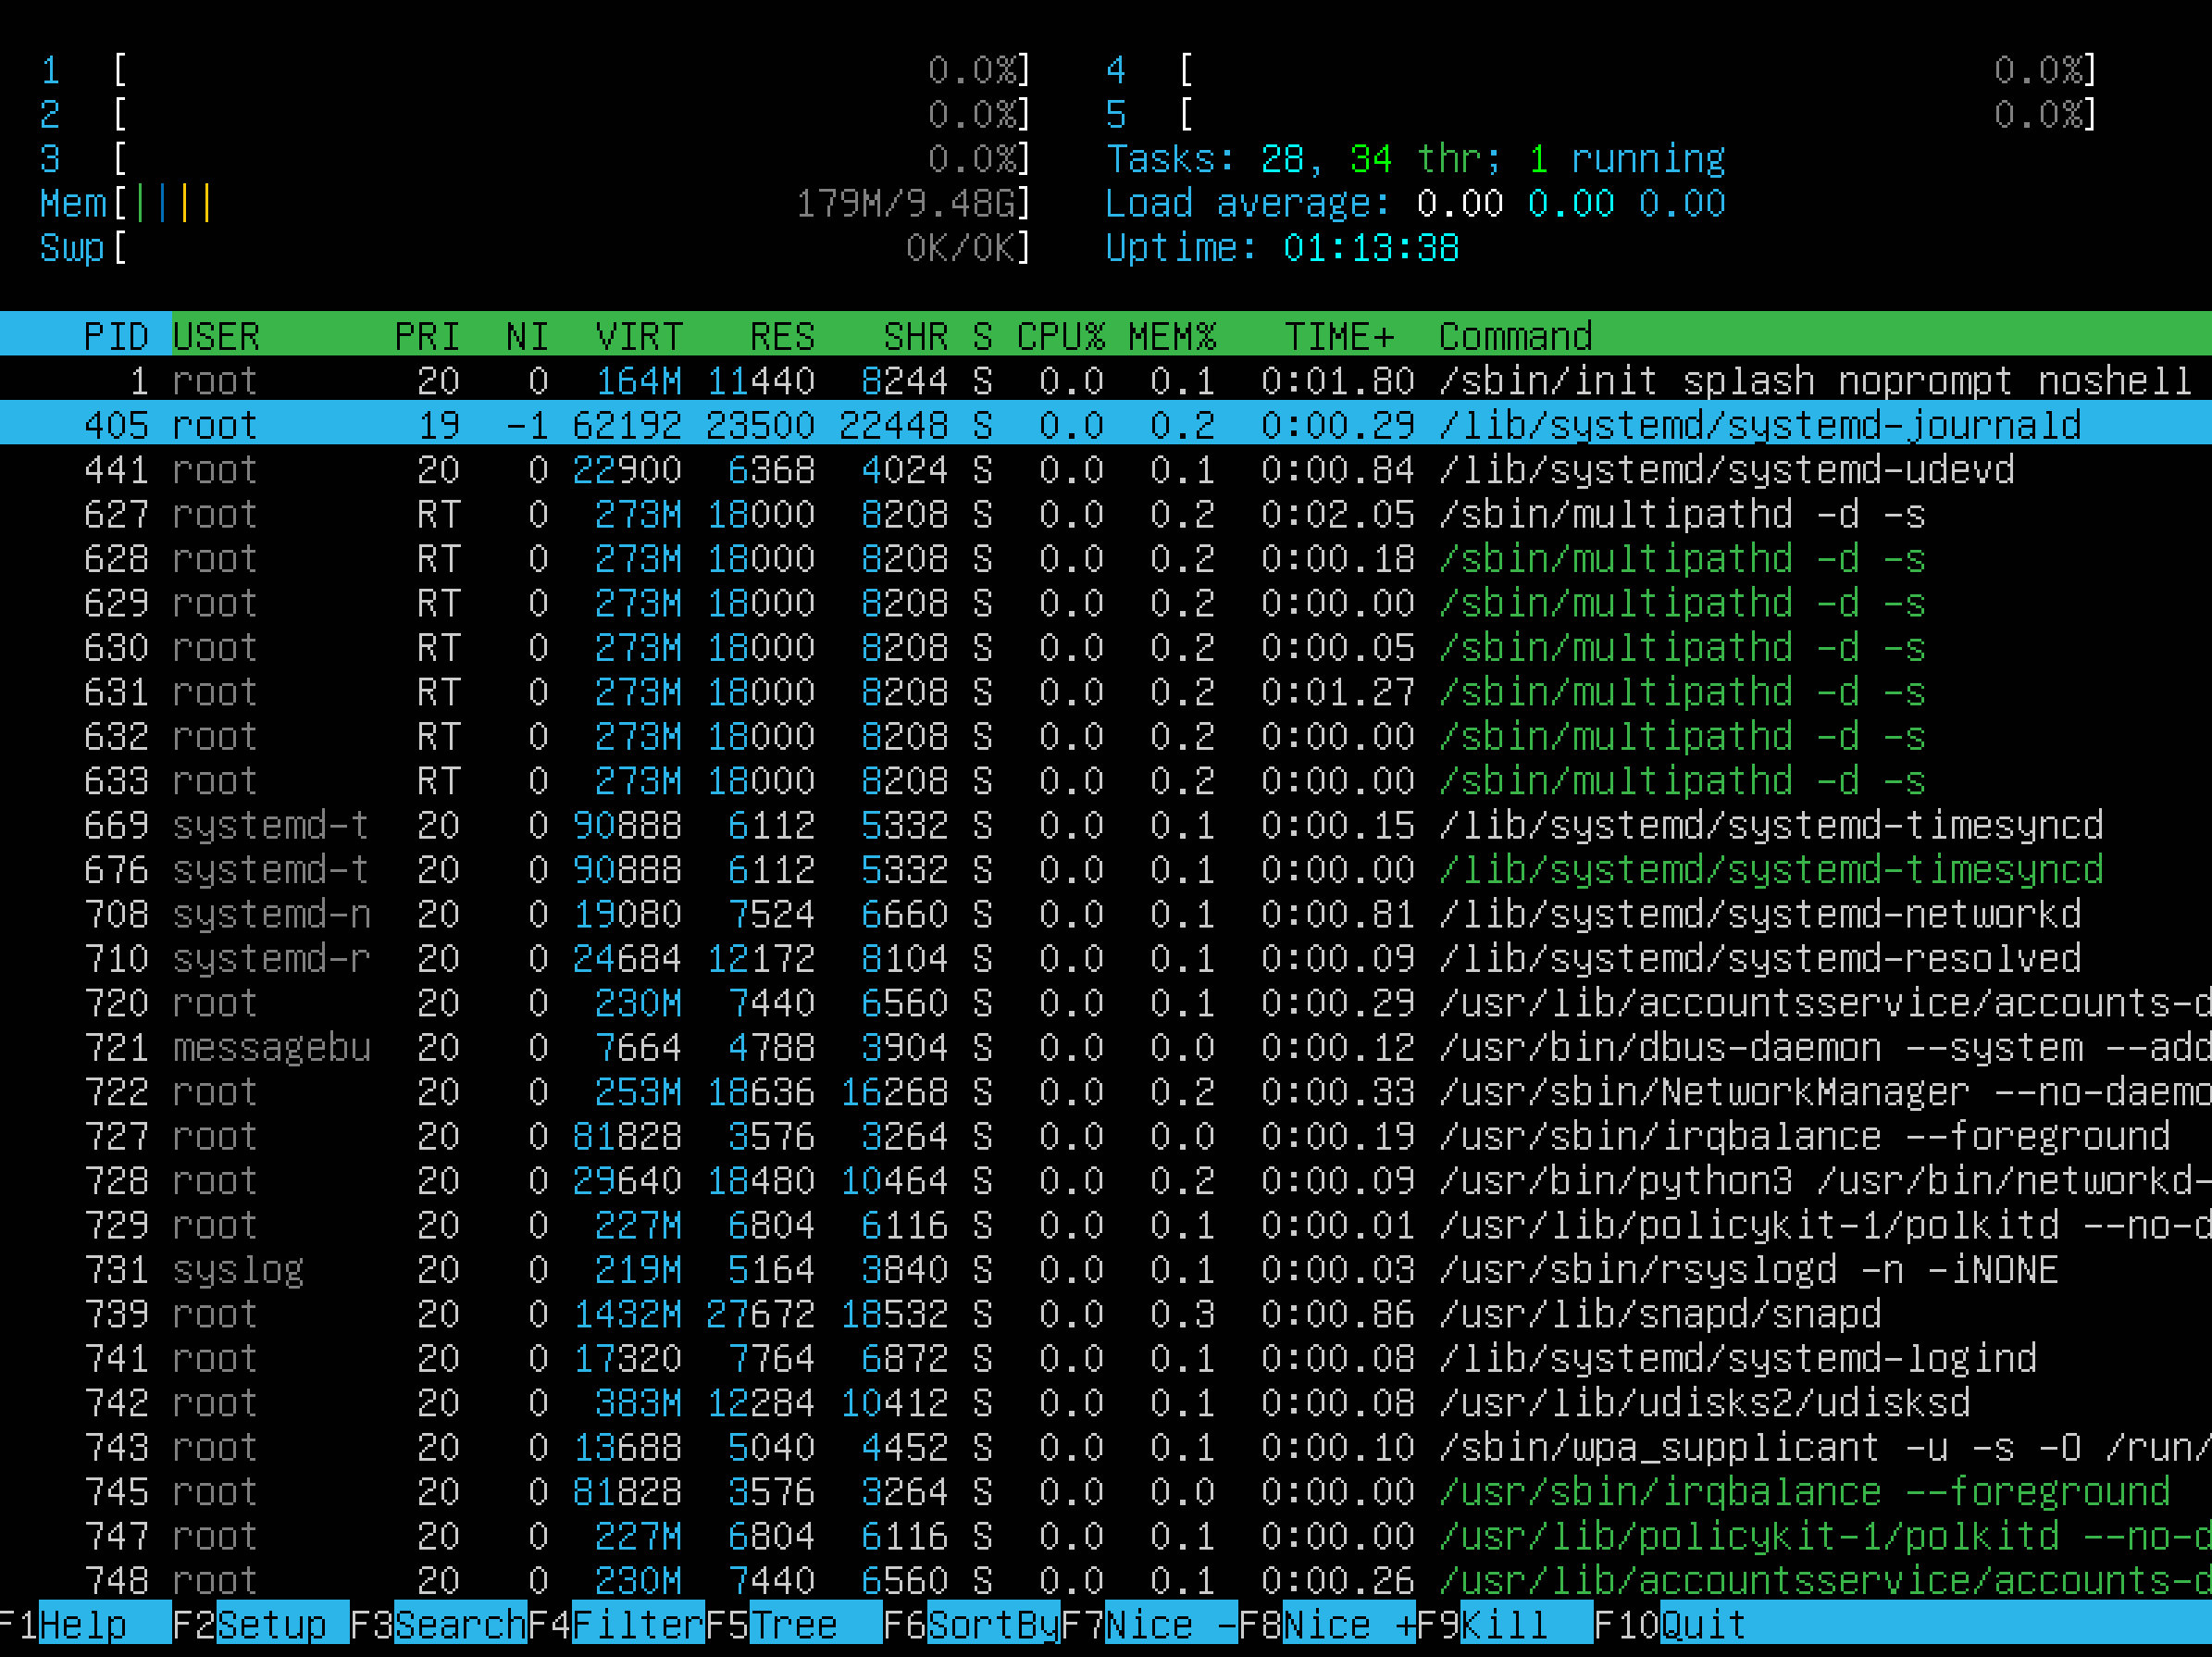 1 [ 0.0%] 4 [ 0.0%]
2 [ 0.0%] 5 [ 0.0%]
3 [ 0.0%] Tasks: 28, 34 thr; 1 running
Mem[|||| 179M/9.48G] Load average: 0.00 0.00 0.00
Swp[ 0K/0K] Uptime: 01:13:38
PID USER PRI NI VIRT RES SHR S CPU% MEM% TIME+ Command
1 root 20 0 164M 11440 8244 S 0.0 0.1 0:01.80 /sbin/init splash noprompt noshell
405 root 19 -1 62192 23500 22448 S 0.0 0.2 0:00.29 /lib/systemd/systemd-journald
441 root 20 0 22900 6368 4024 S 0.0 0.1 0:00.84 /lib/systemd/systemd-udevd
627 root RT 0 273M 18000 8208 S 0.0 0.2 0:02.05 /sbin/multipathd -d -s
628 root RT 0 273M 18000 8208 S 0.0 0.2 0:00.18 /sbin/multipathd -d -s
629 root RT 0 273M 18000 8208 S 0.0 0.2 0:00.00 /sbin/multipathd -d -s
630 root RT 0 273M 18000 8208 S 0.0 0.2 0:00.05 /sbin/multipathd -d -s
631 root RT 0 273M 18000 8208 S 0.0 0.2 0:01.27 /sbin/multipathd -d -s
632 root RT 0 273M 18000 8208 S 0.0 0.2 0:00.00 /sbin/multipathd -d -s
633 root RT 0 273M 18000 8208 S 0.0 0.2 0:00.00 /sbin/multipathd -d -s
669 systemd-t 20 0 90888 6112 5332 S 0.0 0.1 0:00.15 /lib/systemd/systemd-timesyncd
676 systemd-t 20 0 90888 6112 5332 S 0.0 0.1 0:00.00 /lib/systemd/systemd-timesyncd
708 systemd-n 20 0 19080 7524 6660 S 0.0 0.1 0:00.81 /lib/systemd/systemd-networkd
710 systemd-r 20 0 24684 12172 8104 S 0.0 0.1 0:00.09 /lib/systemd/systemd-resolved
720 root 20 0 230M 7440 6560 S 0.0 0.1 0:00.29 /usr/lib/accountsservice/accounts-d
721 messagebu 20 0 7664 4788 3904 S 0.0 0.0 0:00.12 /usr/bin/dbus-daemon --system --add
722 root 20 0 253M 18636 16268 S 0.0 0.2 0:00.33 /usr/sbin/NetworkManager --no-daemo
727 root 20 0 81828 3576 3264 S 0.0 0.0 0:00.19 /usr/sbin/irqbalance --foreground
728 root 20 0 29640 18480 10464 S 0.0 0.2 0:00.09 /usr/bin/python3 /usr/bin/networkd-
729 root 20 0 227M 6804 6116 S 0.0 0.1 0:00.01 /usr/lib/policykit-1/polkitd --no-d
731 syslog 20 0 219M 5164 3840 S 0.0 0.1 0:00.03 /usr/sbin/rsyslogd -n -iNONE
739 root 20 0 1432M 27672 18532 S 0.0 0.3 0:00.86 /usr/lib/snapd/snapd
741 root 20 0 17320 7764 6872 S 0.0 0.1 0:00.08 /lib/systemd/systemd-logind
742 root 20 0 383M 12284 10412 S 0.0 0.1 0:00.08 /usr/lib/udisks2/udisksd
743 root 20 0 13688 5040 4452 S 0.0 0.1 0:00.10 /sbin/wpa_supplicant -u -s -O /run/
745 root 20 0 81828 3576 3264 S 0.0 0.0 0:00.00 /usr/sbin/irqbalance --foreground
747 root 20 0 227M 6804 6116 S 0.0 0.1 0:00.00 /usr/lib/policykit-1/polkitd --no-d
748 root 20 0 230M 7440 6560 S 0.0 0.1 0:00.26 /usr/lib/accountsservice/accounts-d
F1Help F2Setup F3SearchF4FilterF5Tree F6SortByF7Nice -F8Nice +F9Kill F10Quit